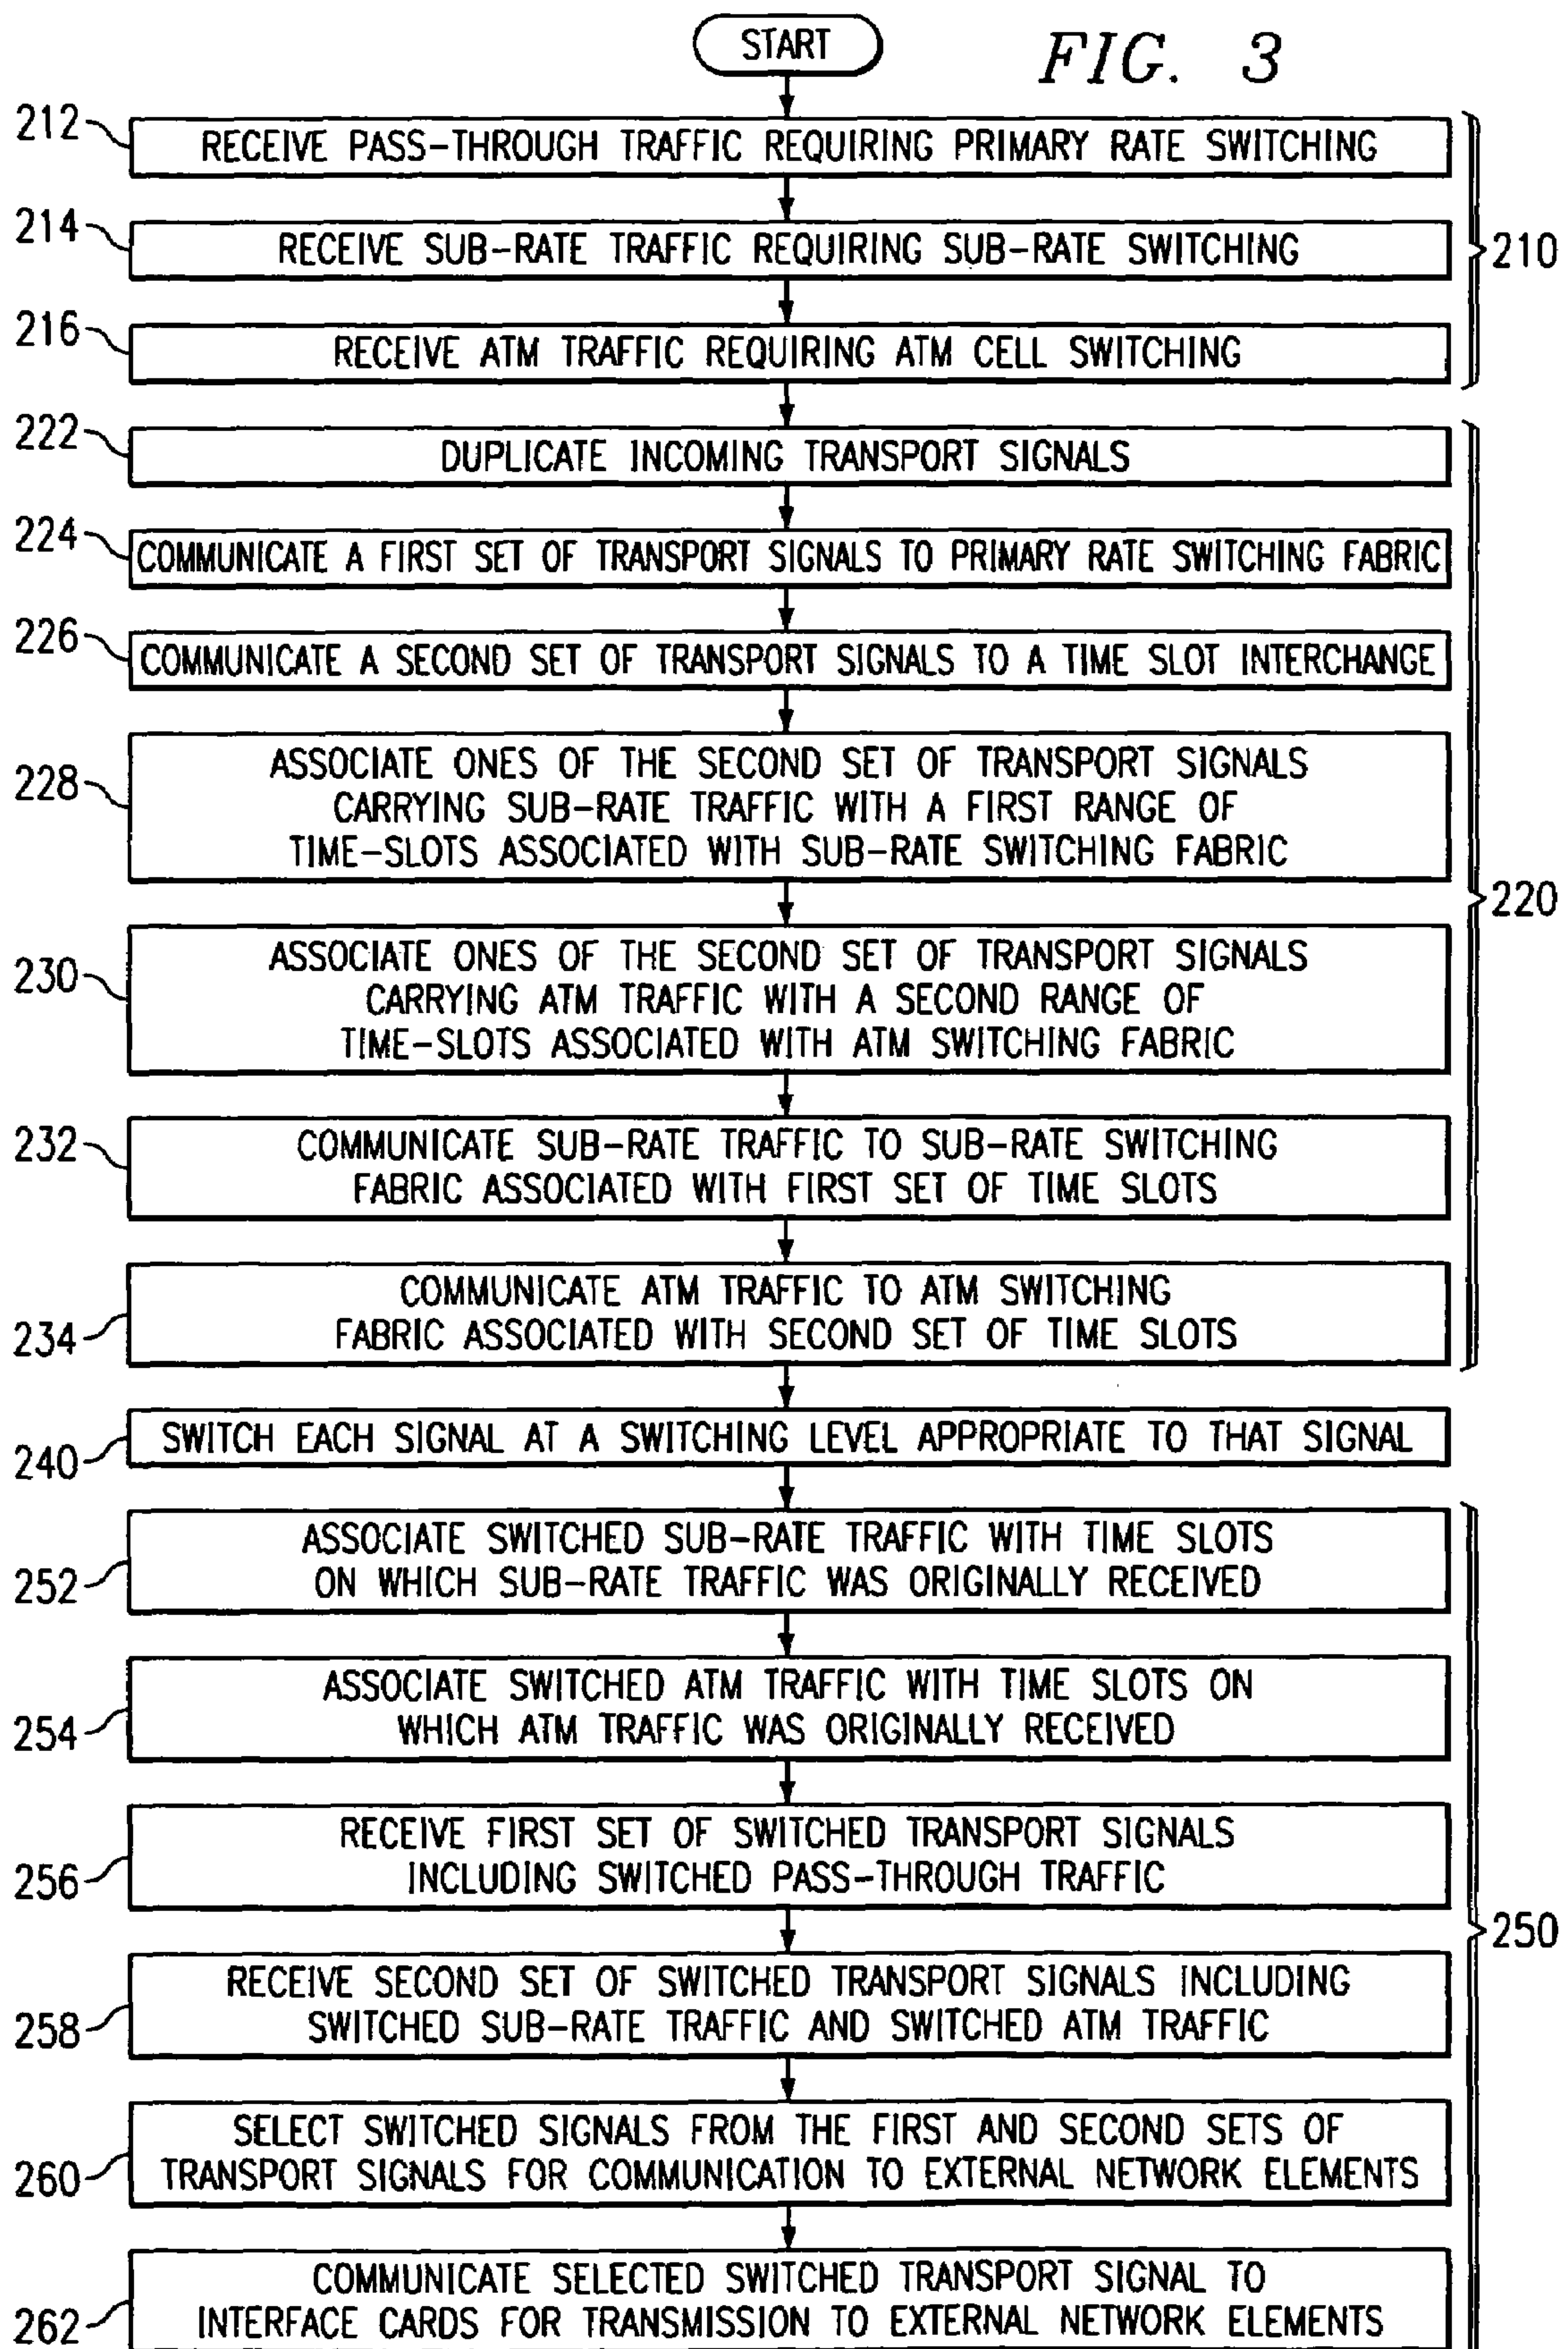 START
FIG. 3
212
RECEIVE PASS-THROUGH TRAFFIC REQUIRING PRIMARY RATE SWITCHING
214
RECEIVE SUB-RATE TRAFFIC REQUIRING SUB-RATE SWITCHING
210
216
RECEIVE ATM TRAFFIC REQUIRING ATM CELL SWITCHING
222
DUPLICATE INCOMING TRANSPORT SIGNALS
224
COMMUNICATE A FIRST SET OF TRANSPORT SIGNALS TO PRIMARY RATE SWITCHING FABRIC
226
COMMUNICATE A SECOND SET OF TRANSPORT SIGNALS TO A TIME SLOT INTERCHANGE
228
ASSOCIATE ONES OF THE SECOND SET OF TRANSPORT SIGNALS
CARRYING SUB-RATE TRAFFIC WITH A FIRST RANGE OF
TIME-SLOTS ASSOCIATED WITH SUB-RATE SWITCHING FABRIC
220
230
ASSOCIATE ONES OF THE SECOND SET OF TRANSPORT SIGNALS
CARRYING ATM TRAFFIC WITH A SECOND RANGE OF
TIME-SLOTS ASSOCIATED WITH ATM SWITCHING FABRIC
232
COMMUNICATE SUB-RATE TRAFFIC TO SUB-RATE SWITCHING
FABRIC ASSOCIATED WITH FIRST SET OF TIME SLOTS
234
COMMUNICATE ATM TRAFFIC TO ATM SWITCHING
FABRIC ASSOCIATED WITH SECOND SET OF TIME SLOTS
240
SWITCH EACH SIGNAL AT A SWITCHING LEVEL APPROPRIATE TO THAT SIGNAL
252
ASSOCIATE SWITCHED SUB-RATE TRAFFIC WITH TIME SLOTS
ON WHICH SUB-RATE TRAFFIC WAS ORIGINALLY RECEIVED
254
ASSOCIATE SWITCHED ATM TRAFFIC WITH TIME SLOTS ON
WHICH ATM TRAFFIC WAS ORIGINALLY RECEIVED
256
RECEIVE FIRST SET OF SWITCHED TRANSPORT SIGNALS
INCLUDING SWITCHED PASS-THROUGH TRAFFIC
250
258
RECEIVE SECOND SET OF SWITCHED TRANSPORT SIGNALS INCLUDING
SWITCHED SUB-RATE TRAFFIC AND SWITCHED ATM TRAFFIC
260
SELECT SWITCHED SIGNALS FROM THE FIRST AND SECOND SETS OF
TRANSPORT SIGNALS FOR COMMUNICATION TO EXTERNAL NETWORK ELEMENTS
262
COMMUNICATE SELECTED SWITCHED TRANSPORT SIGNAL TO
INTERFACE CARDS FOR TRANSMISSION TO EXTERNAL NETWORK ELEMENTS